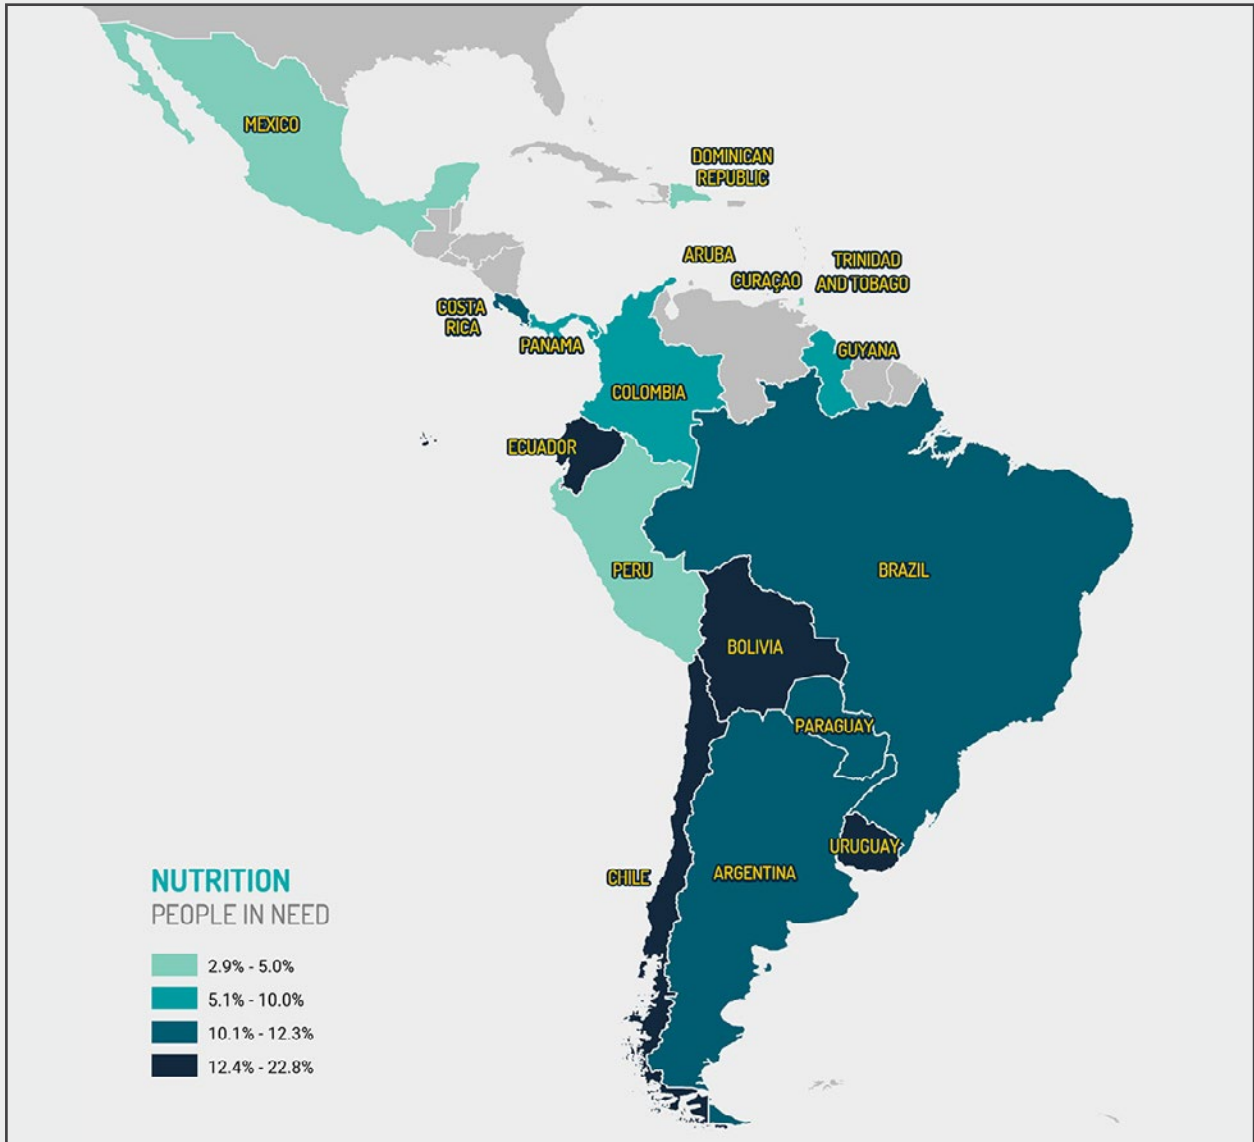 MEXICO
DOMINICAN
REPUBLIC
ARUBA
CURAÇAO
TRINIDAD
AND TOBAGO
COSTA
RICA
PANAMA
GUYANA
COLOMBIA
ECUADOR
PERU
BRAZIL
BOLIVIA
PARAGUAY
URUGUAY
CHILE
ARGENTINA
NUTRITION
PEOPLE IN NEED
2.9% - 5.0%
5.1% - 10.0%
10.1% - 12.3%
12.4% - 22.8%